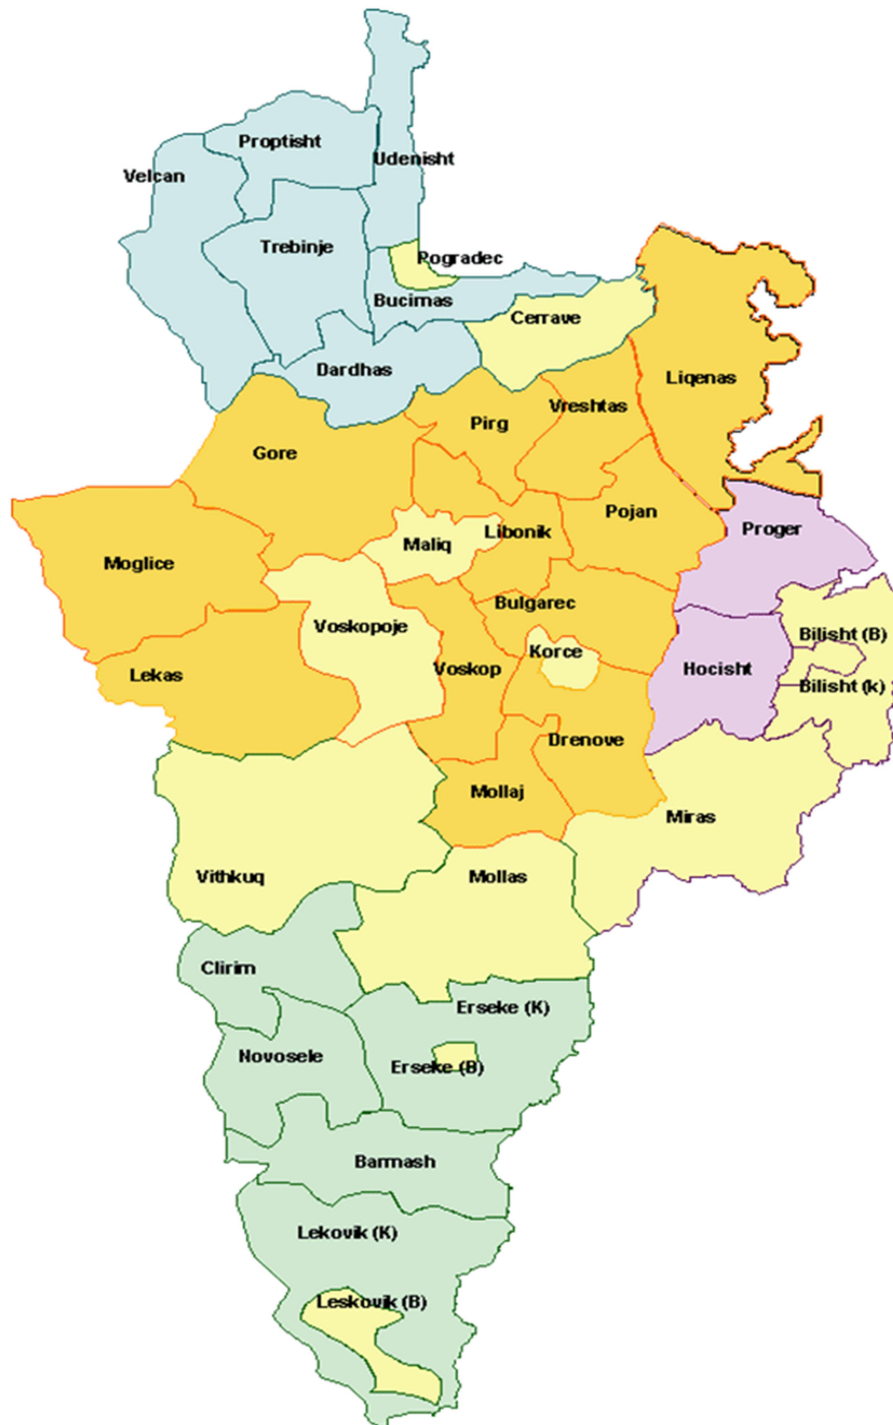 Proptisht
Udenisht
Velcan
Trebinje
Pogradec
Bucimas
Cerrave
Dardhas
Liqenas
Vreshtas
Pirg
Gore
Pojan
Libonik
Proger
Maliq
Moglice
Bulgarec
Voskopoje
Bilisht (B)
Korce
Voskop
Hocisht
Lekas
Bilisht (k)
Drenove
Mollaj
Miras
Vithkuq
Mollas
Clirim
Erseke (K)
Novosele
Erseke (B)
Barmash
Lekovik (K)
Leskovik (B)